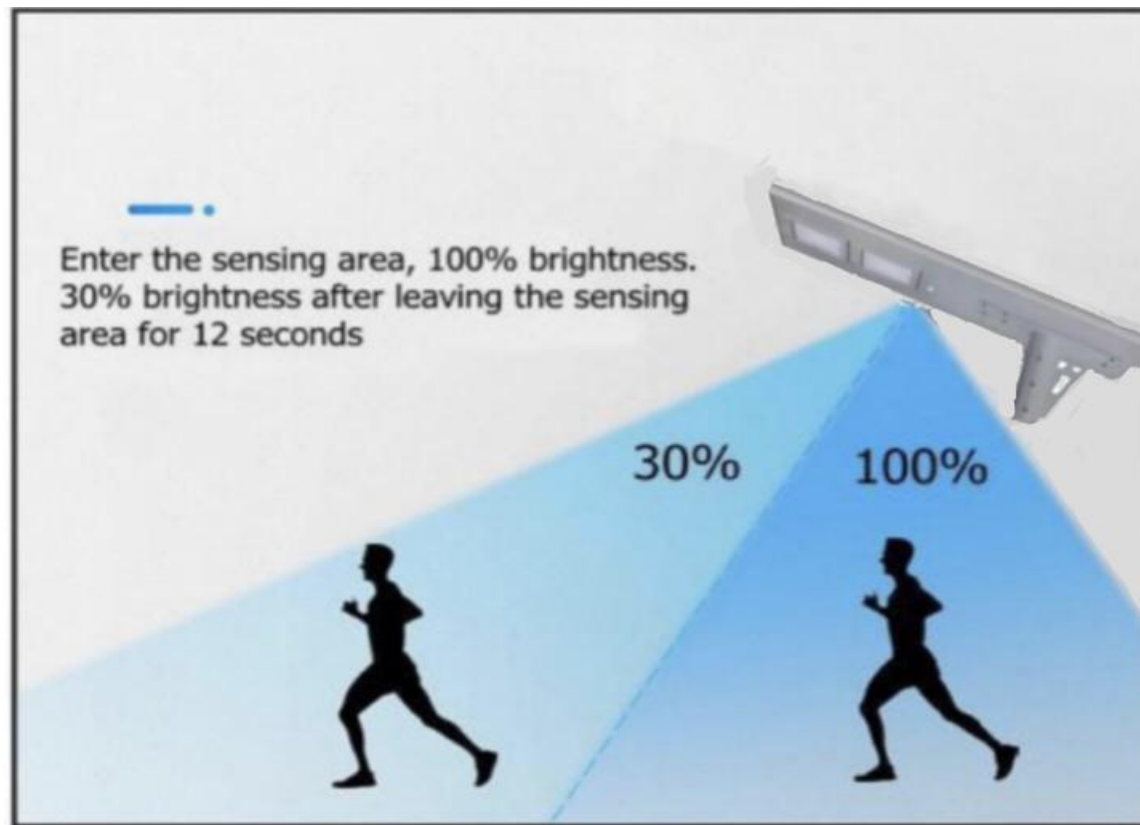 Enter the sensing area, 100% brightness.
30% brightness after leaving the sensing
area for 12 seconds
30% 100%